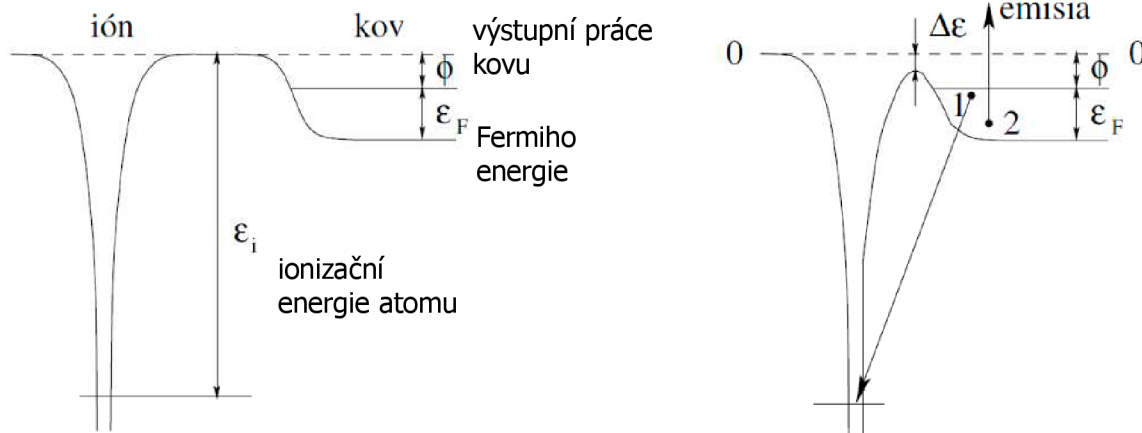 ión
kov
výstupní práce
kovu
ϕ
ε_F
Fermiho
energie
ε_i
ionizační
energie atomu
0
Δε
emisia
0
ϕ
1
2
ε_F